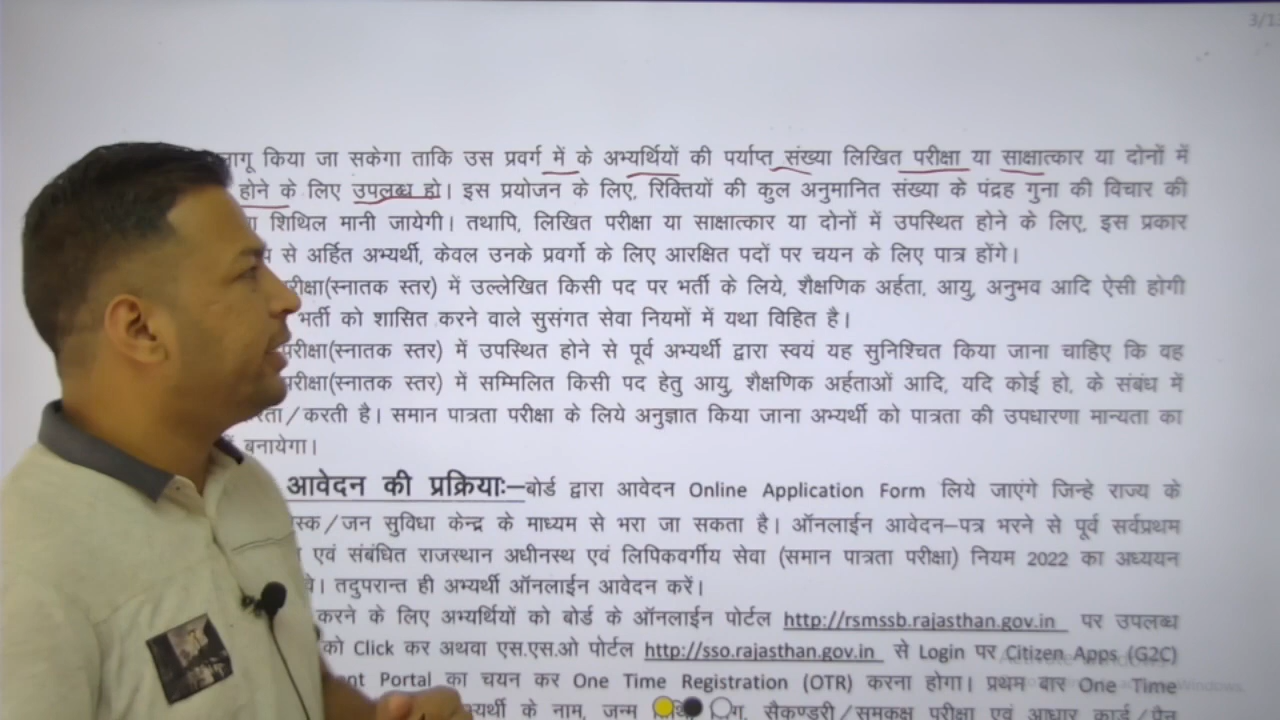 3/1
लागू किया जा सकेगा ताकि उस प्रवर्ग में के अभ्यर्थियों की पर्याप्त संख्या लिखित परीक्षा या साक्षात्कार या दोनों में
होने के लिए उपलब्ध हो। इस प्रयोजन के लिए, रिक्तियों की कुल अनुमानित संख्या के पंद्रह गुना की विचार की
शिथिल मानी जायेगी। तथापि, लिखित परीक्षा या साक्षात्कार या दोनों में उपस्थित होने के लिए, इस प्रकार
से अर्हित अभ्यर्थी, केवल उनके प्रवर्गो के लिए आरक्षित पदों पर चयन के लिए पात्र होंगे।
परीक्षा(स्नातक स्तर) में उल्लेखित किसी पद पर भर्ती के लिये, शैक्षणिक अर्हता, आयु, अनुभव आदि ऐसी होगी
भर्ती को शासित करने वाले सुसंगत सेवा नियमों में यथा विहित है।
परीक्षा(स्नातक स्तर) में उपस्थित होने से पूर्व अभ्यर्थी द्वारा स्वयं यह सुनिश्चित किया जाना चाहिए कि वह
परीक्षा(स्नातक स्तर) में सम्मिलित किसी पद हेतु आयु, शैक्षणिक अर्हताओं आदि, यदि कोई हो, के संबंध में
करता/करती है। समान पात्रता परीक्षा के लिये अनुज्ञात किया जाना अभ्यर्थी को पात्रता की उपधारणा मान्यता का
बनायेगा।
आवेदन की प्रक्रियाः–बोर्ड द्वारा आवेदन Online Application Form लिये जाएंगे जिन्हे राज्य के
/जन सुविधा केन्द्र के माध्यम से भरा जा सकता है। ऑनलाईन आवेदन–पत्र भरने से पूर्व सर्वप्रथम
एवं संबंधित राजस्थान अधीनस्थ एवं लिपिकवर्गीय सेवा (समान पात्रता परीक्षा) नियम 2022 का अध्ययन
तदुपरान्त ही अभ्यर्थी ऑनलाईन आवेदन करें।
करने के लिए अभ्यर्थियों को बोर्ड के ऑनलाईन पोर्टल http://rsmssb.rajasthan.gov.in पर उपलब्ध
को Click कर अथवा एस.एस.ओ पोर्टल http://sso.rajasthan.gov.in से Login पर Citizen Apps (G2C)
Portal का चयन कर One Time Registration (OTR) करना होगा। प्रथम बार One Time
के नाम, जन्म सैकण्डरी/समकक्ष परीक्षा एवं आधार कार्ड/पैन